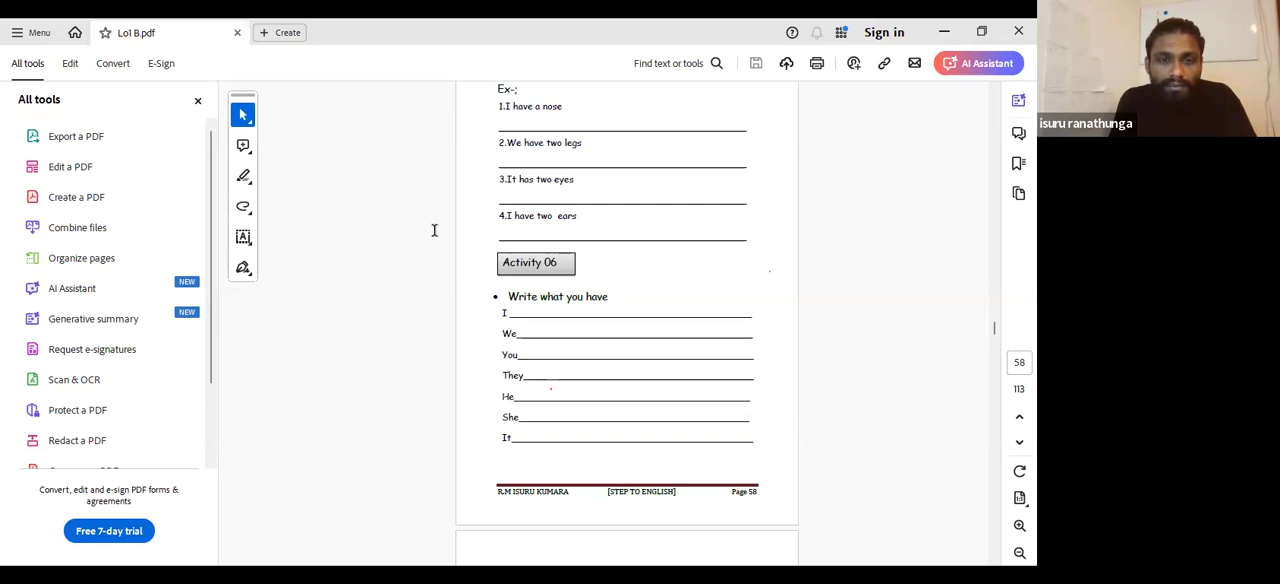 Menu
Lo1 B.pdf
Create
Sign in
All tools
Edit
Convert
E-Sign
Find text or tools
AI Assistant
All tools
Export a PDF
Edit a PDF
Create a PDF
Combine files
Organize pages
AI Assistant NEW
Generative summary NEW
Request e-signatures
Scan & OCR
Protect a PDF
Redact a PDF
Convert, edit and e-sign PDF forms &
agreements
Free 7-day trial
Ex-;
1.I have a nose
2.We have two legs
3.It has two eyes
4.I have two ears
Activity 06
• Write what you have
I
We
You
They
He
She
It
R.M ISURU KUMARA [STEP TO ENGLISH] Page 58
58
113
isuru ranathunga